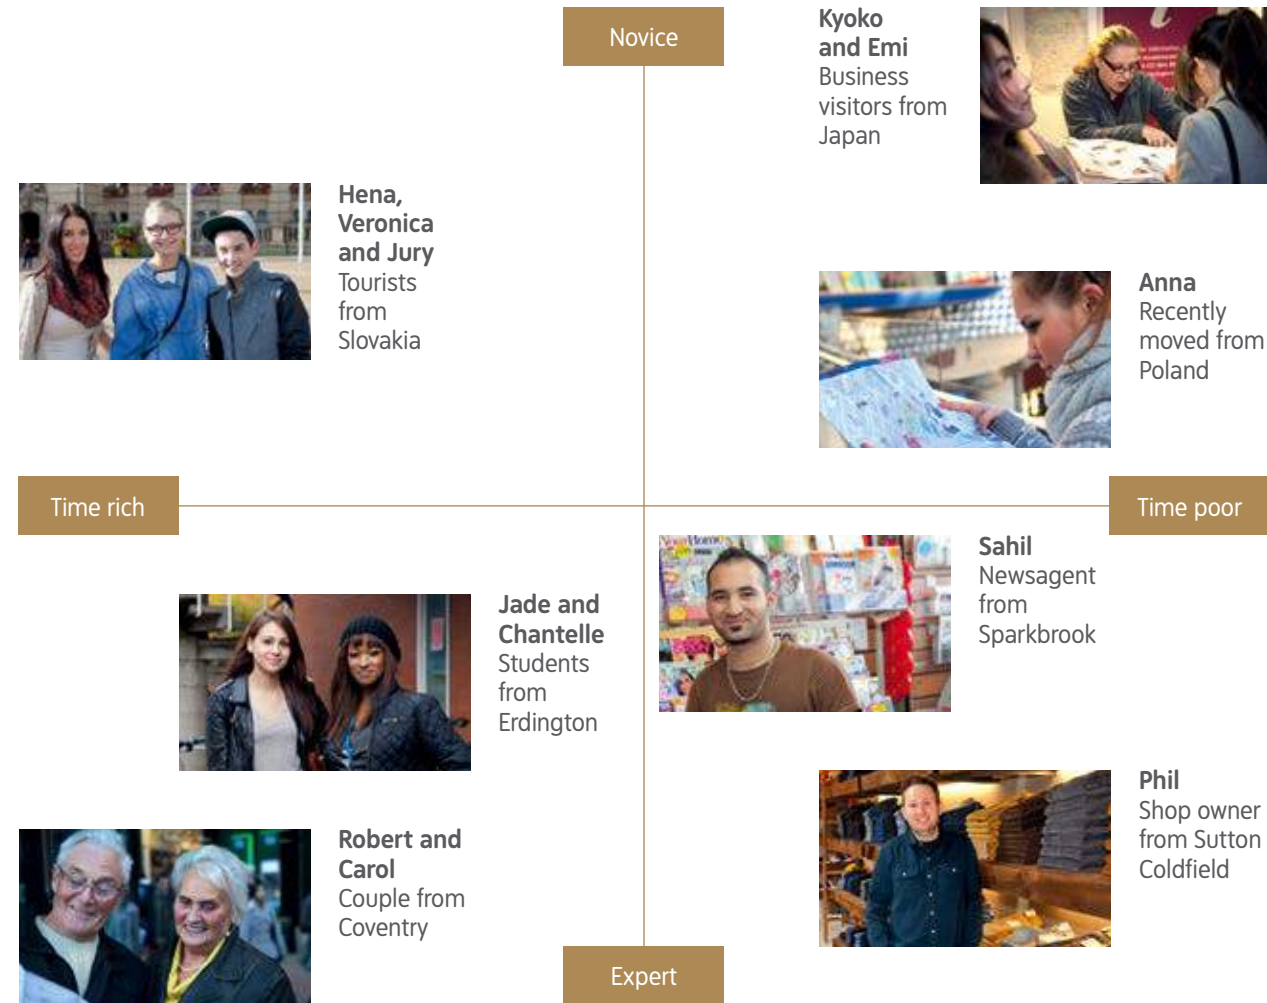 Novice
Kyoko
and Emi
Business
visitors from
Japan
Hena,
Veronica
and Jury
Tourists
from
Slovakia
Anna
Recently
moved from
Poland
Time rich
Time poor
Sahil
Newsagent
from
Sparkbrook
Jade and
Chantelle
Students
from
Erdington
Phil
Shop owner
from Sutton
Coldfield
Robert and
Carol
Couple from
Coventry
Expert